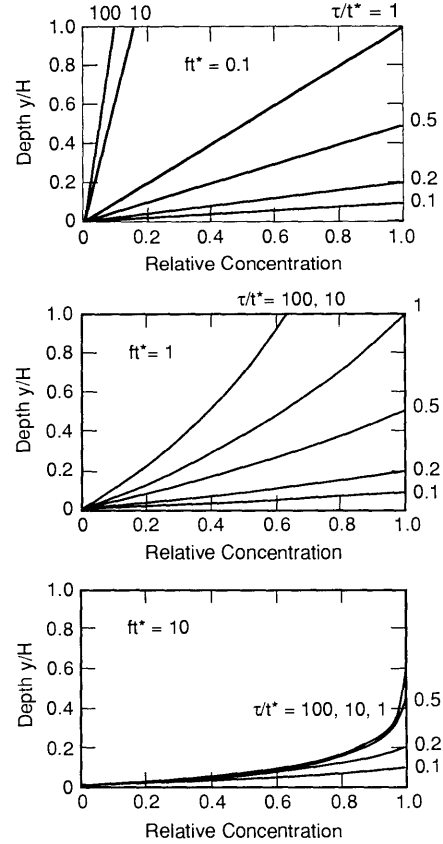 100 10 τ/t* = 1
1.0
ft* = 0.1
0.8
0.6
Depth y/H
0.5
0.4
0.2
0.2
0.1
0
0 0.2 0.4 0.6 0.8 1.0
Relative Concentration
τ/t* = 100, 10 1
1.0
ft* = 1
0.8
0.6
Depth y/H
0.5
0.4
0.2
0.2
0.1
0
0 0.2 0.4 0.6 0.8 1.0
Relative Concentration
1.0
ft* = 10
0.8
0.6
Depth y/H
0.5
τ/t* = 100, 10, 1
0.4
0.2
0.2
0.1
0
0 0.2 0.4 0.6 0.8 1.0
Relative Concentration